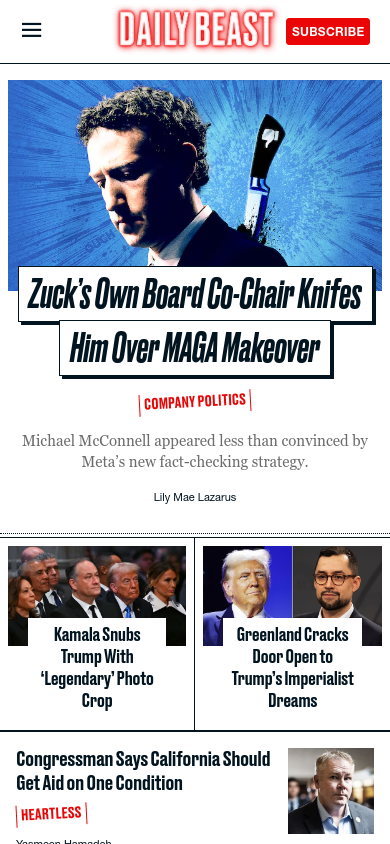 DAILY BEAST
SUBSCRIBE
Zuck's Own Board Co-Chair Knifes
Him Over MAGA Makeover
COMPANY POLITICS
Michael McConnell appeared less than convinced by
Meta's new fact-checking strategy.
Lily Mae Lazarus
Kamala Snubs
Trump With
‘Legendary’ Photo
Crop
Greenland Cracks
Door Open to
Trump's Imperialist
Dreams
Congressman Says California Should
Get Aid on One Condition
HEARTLESS
Yasmeen Hamadeh